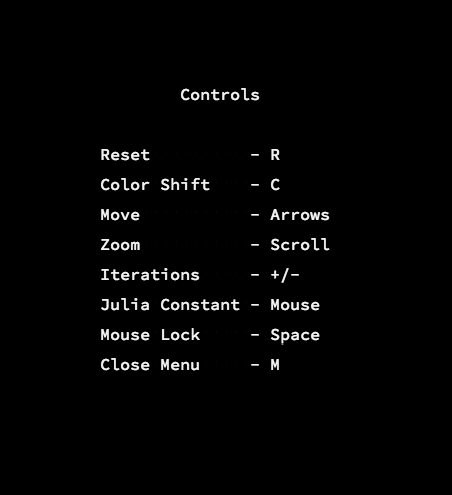 Controls
Reset - R
Color Shift - C
Move - Arrows
Zoom - Scroll
Iterations - +/-
Julia Constant - Mouse
Mouse Lock - Space
Close Menu - M